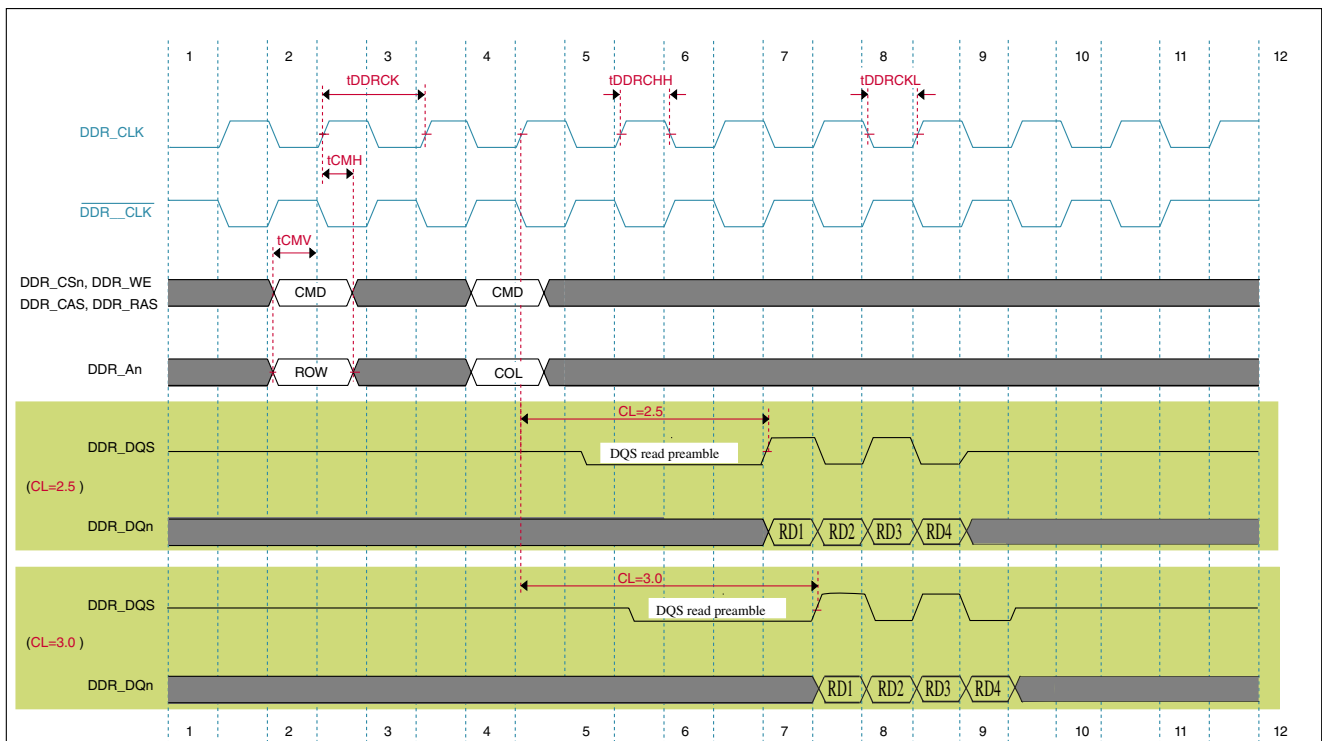 1 2 3 4 5 6 7 8 9 10 11 12
tDDRCK tDDRCHH tDDRCKL
DDR_CLK
tCMH
DDR__CLK
tCMV
DDR_CSn, DDR_WE
DDR_CAS, DDR_RAS
CMD CMD
DDR_An ROW COL
CL=2.5
DDR_DQS DQS read preamble
(CL=2.5 )
DDR_DQn RD1 RD2 RD3 RD4
CL=3.0
DDR_DQS DQS read preamble
(CL=3.0 )
DDR_DQn RD1 RD2 RD3 RD4
1 2 3 4 5 6 7 8 9 10 11 12